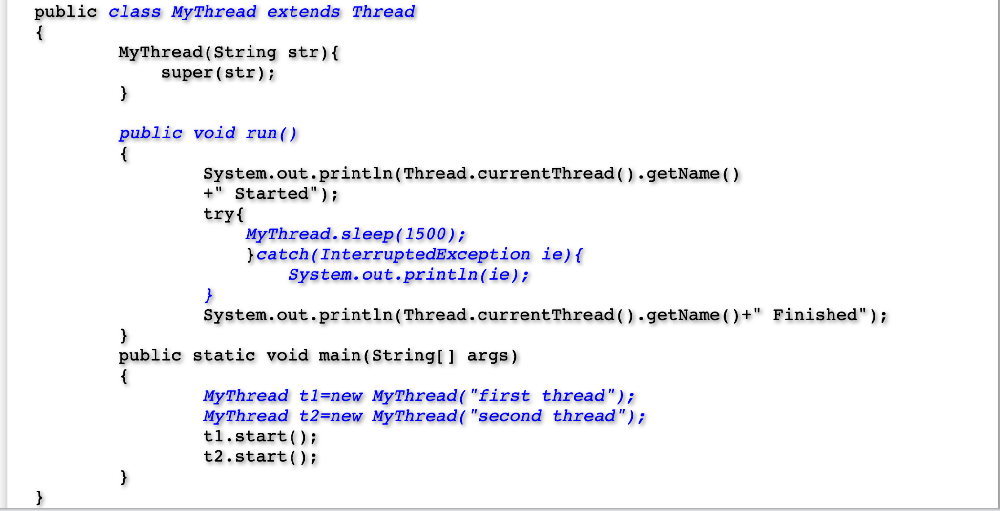 public class MyThread extends Thread
{
MyThread(String str){
super(str);
}
public void run()
{
System.out.println(Thread.currentThread().getName()
+" Started");
try{
MyThread.sleep(1500);
}catch(InterruptedException ie){
System.out.println(ie);
}
System.out.println(Thread.currentThread().getName()+" Finished");
}
public static void main(String[] args)
{
MyThread t1=new MyThread("first thread");
MyThread t2=new MyThread("second thread");
t1.start();
t2.start();
}
}